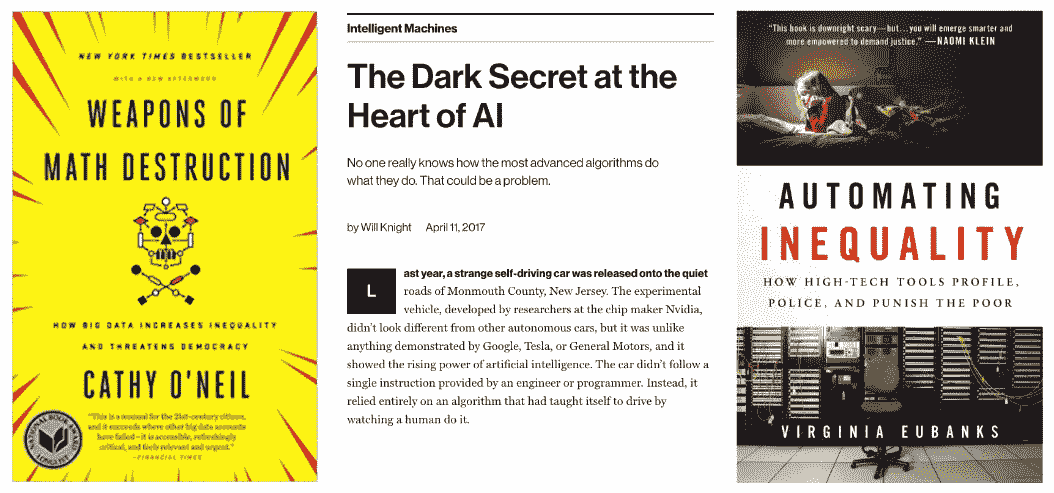 NEW YORK TIMES BESTSELLER
WITH A NEW AFTERWORD
WEAPONS OF
MATH DESTRUCTION
HOW BIG DATA INCREASES INEQUALITY
AND THREATENS DEMOCRACY
CATHY O'NEIL
"This is a manual for the 21st-century citizen,
and it succeeds where other big data accounts
have failed—it is accessible, refreshingly
critical, and feels relevant and urgent."
—FINANCIAL TIMES
NATIONAL BOOK AWARD
LONGLIST
Intelligent Machines
The Dark Secret at the
Heart of AI
No one really knows how the most advanced algorithms do
what they do. That could be a problem.
by Will Knight April 11, 2017
Last year, a strange self-driving car was released onto the quiet
roads of Monmouth County, New Jersey. The experimental
vehicle, developed by researchers at the chip maker Nvidia,
didn't look different from other autonomous cars, but it was unlike
anything demonstrated by Google, Tesla, or General Motors, and it
showed the rising power of artificial intelligence. The car didn't follow a
single instruction provided by an engineer or programmer. Instead, it
relied entirely on an algorithm that had taught itself to drive by
watching a human do it.
"This book is downright scary—but...you will emerge smarter and
more empowered to demand justice." —NAOMI KLEIN
AUTOMATING
INEQUALITY
HOW HIGH-TECH TOOLS PROFILE,
POLICE, AND PUNISH THE POOR
VIRGINIA EUBANKS